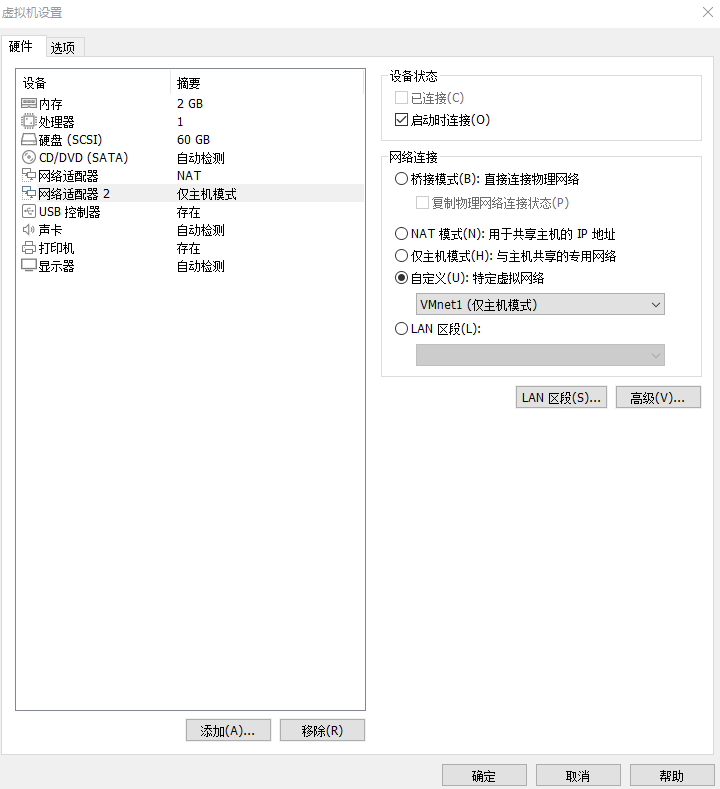 虚拟机设置
硬件 选项
设备 摘要
内存 2 GB
处理器 1
硬盘 (SCSI) 60 GB
CD/DVD (SATA) 自动检测
网络适配器 NAT
网络适配器 2 仅主机模式
USB 控制器 存在
声卡 自动检测
打印机 存在
显示器 自动检测
添加(A)... 移除(R)
设备状态
已连接(C)
启动时连接(O)
网络连接
桥接模式(B): 直接连接物理网络
复制物理网络连接状态(P)
NAT 模式(N): 用于共享主机的 IP 地址
仅主机模式(H): 与主机共享的专用网络
自定义(U): 特定虚拟网络
VMnet1 (仅主机模式)
LAN 区段(L):
LAN 区段(S)... 高级(V)...
确定 取消 帮助